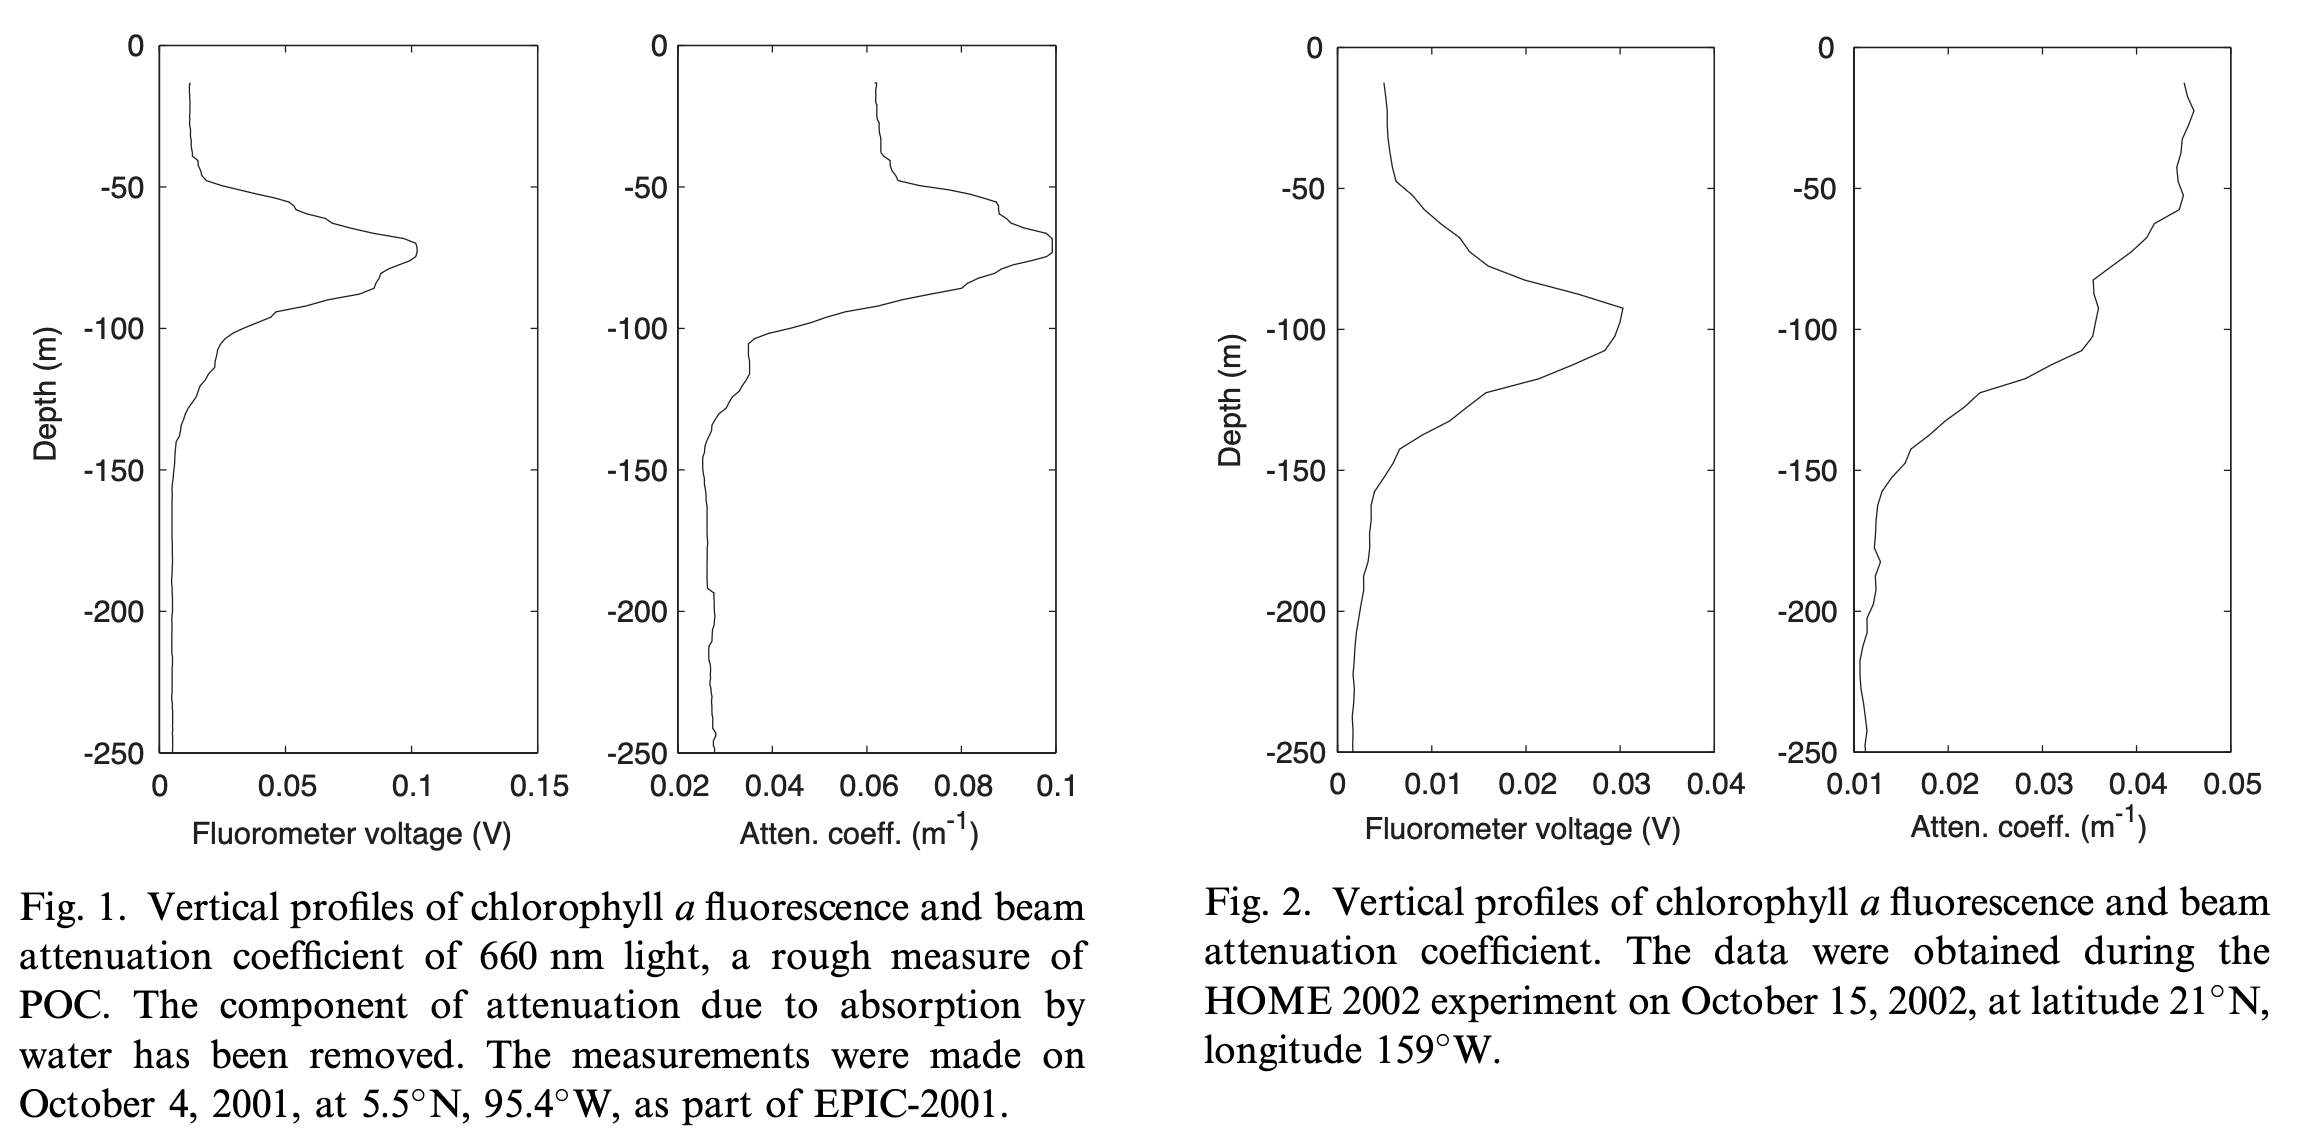 0
-50
-100
-150
-200
-250
Depth (m)
0 0.05 0.1 0.15
Fluorometer voltage (V)
0
-50
-100
-150
-200
-250
0.02 0.04 0.06 0.08 0.1
Atten. coeff. (m-1)
Fig. 1. Vertical profiles of chlorophyll a fluorescence and beam
attenuation coefficient of 660 nm light, a rough measure of
POC. The component of attenuation due to absorption by
water has been removed. The measurements were made on
October 4, 2001, at 5.5°N, 95.4°W, as part of EPIC-2001.
0
-50
-100
-150
-200
-250
Depth (m)
0 0.01 0.02 0.03 0.04
Fluorometer voltage (V)
0
-50
-100
-150
-200
-250
0.01 0.02 0.03 0.04 0.05
Atten. coeff. (m-1)
Fig. 2. Vertical profiles of chlorophyll a fluorescence and beam
attenuation coefficient. The data were obtained during the
HOME 2002 experiment on October 15, 2002, at latitude 21°N,
longitude 159°W.